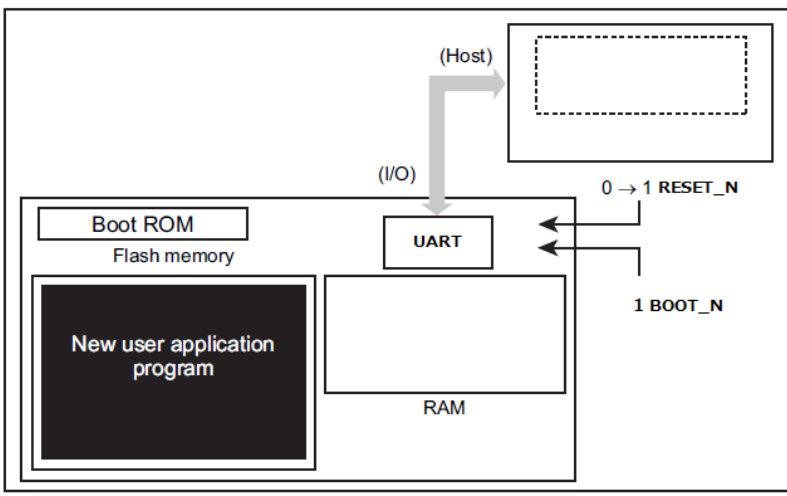 (Host)
(I/O)
0 → 1 RESET_N
Boot ROM
UART
Flash memory
1 BOOT_N
New user application
program
RAM